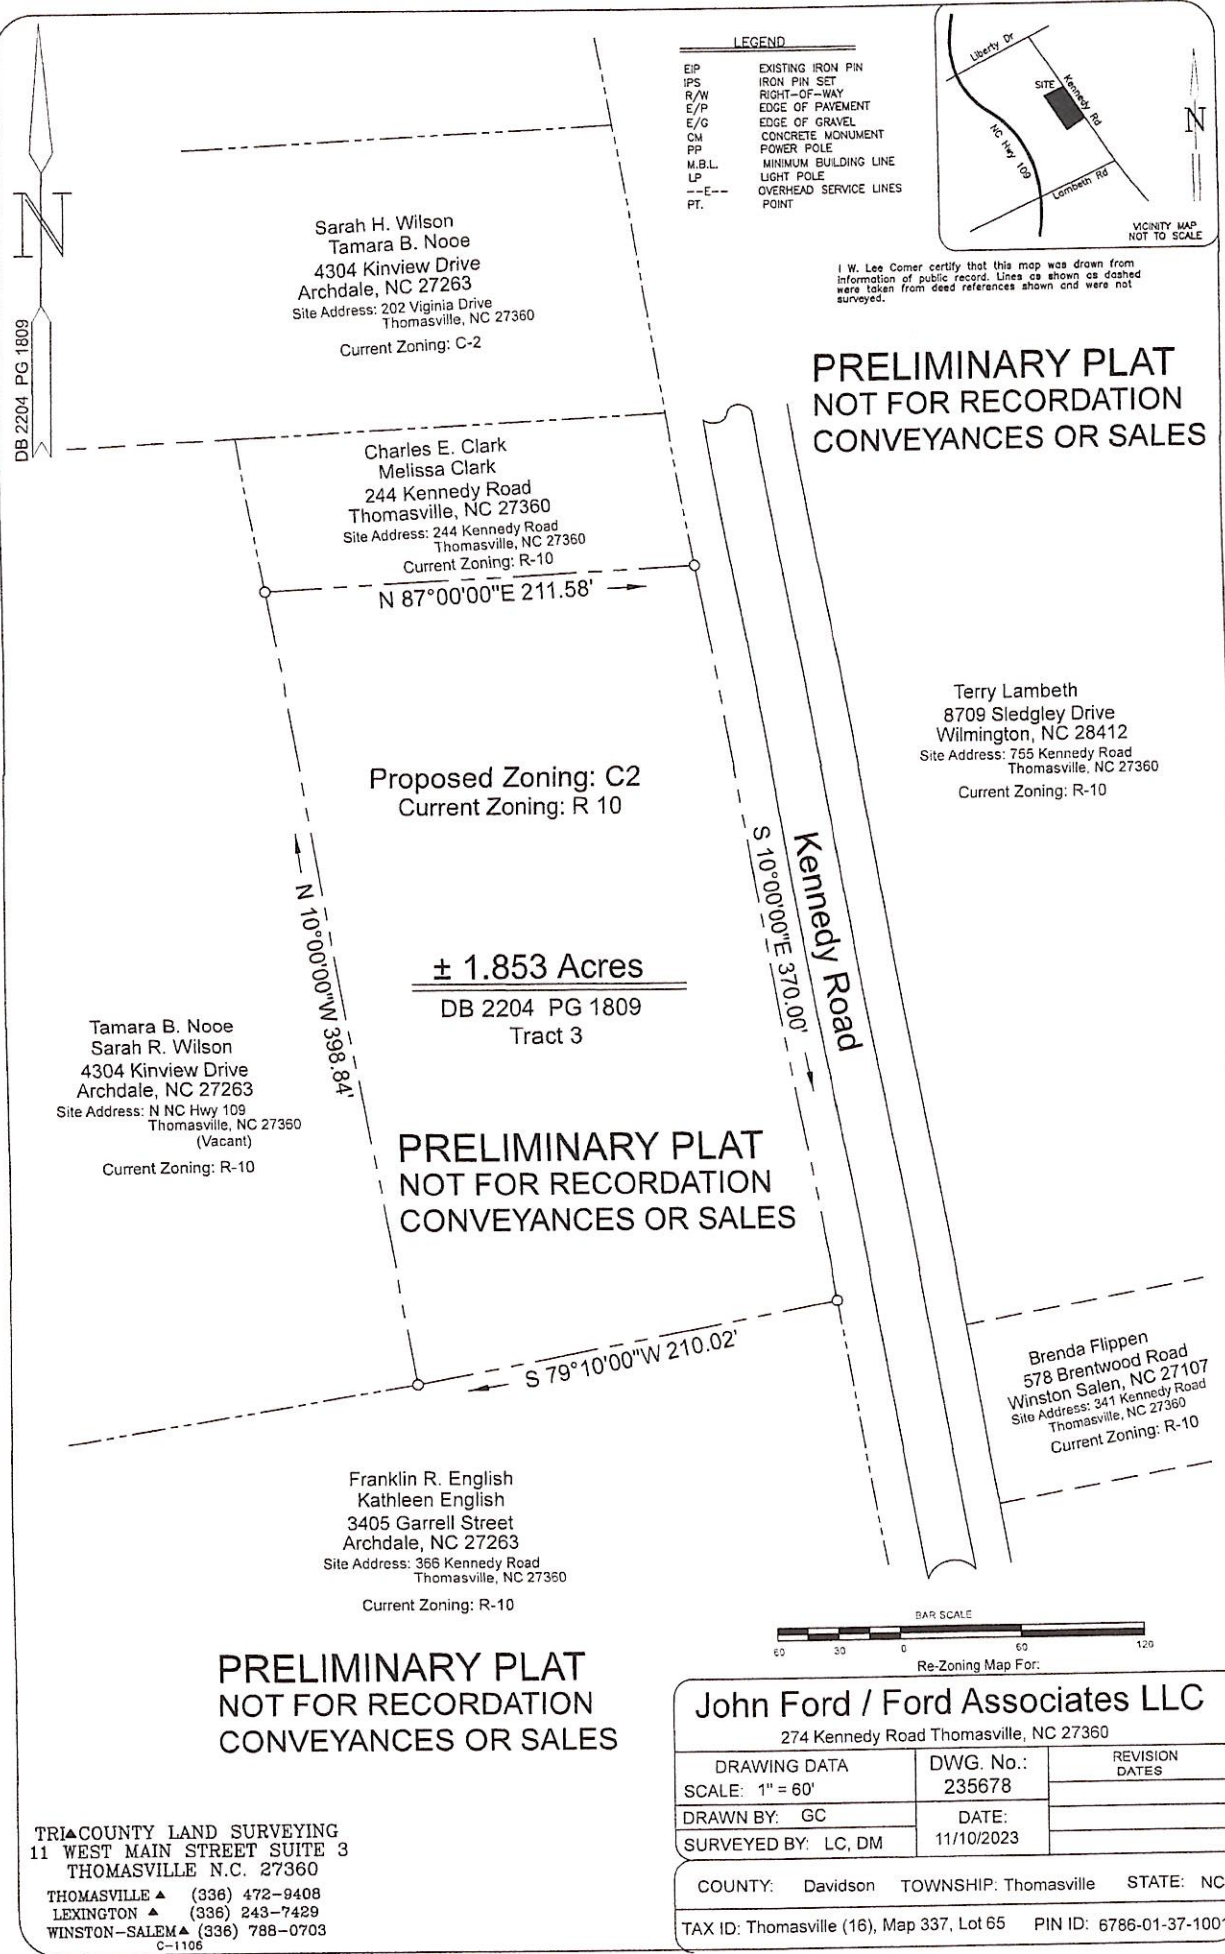 LEGEND
EIP EXISTING IRON PIN
IPS IRON PIN SET
R/W RIGHT-OF-WAY
E/P EDGE OF PAVEMENT
E/G EDGE OF GRAVEL
CM CONCRETE MONUMENT
PP POWER POLE
M.B.L. MINIMUM BUILDING LINE
LP LIGHT POLE
--E-- OVERHEAD SERVICE LINES
PT. POINT
Liberty Dr
SITE
Kennedy Rd
NC Hwy 109
Lambeth Rd
N
VICINITY MAP
NOT TO SCALE
I W. Lee Comer certify that this map was drawn from
information of public record. Lines as shown as dashed
were taken from deed references shown and were not
surveyed.
N
DB 2204 PG 1809
Sarah H. Wilson
Tamara B. Nooe
4304 Kinview Drive
Archdale, NC 27263
Site Address: 202 Viginia Drive
Thomasville, NC 27360
Current Zoning: C-2
PRELIMINARY PLAT
NOT FOR RECORDATION
CONVEYANCES OR SALES
Charles E. Clark
Melissa Clark
244 Kennedy Road
Thomasville, NC 27360
Site Address: 244 Kennedy Road
Thomasville, NC 27360
Current Zoning: R-10
N 87°00'00"E 211.58'
Terry Lambeth
8709 Sledgley Drive
Wilmington, NC 28412
Site Address: 755 Kennedy Road
Thomasville, NC 27360
Current Zoning: R-10
Proposed Zoning: C2
Current Zoning: R 10
S 10°00'00"E 370.00'
Kennedy Road
N 10°00'00"W 398.84'
± 1.853 Acres
DB 2204 PG 1809
Tract 3
Tamara B. Nooe
Sarah R. Wilson
4304 Kinview Drive
Archdale, NC 27263
Site Address: N NC Hwy 109
Thomasville, NC 27360
(Vacant)
Current Zoning: R-10
PRELIMINARY PLAT
NOT FOR RECORDATION
CONVEYANCES OR SALES
S 79°10'00"W 210.02'
Brenda Flippen
578 Brentwood Road
Winston Salen, NC 27107
Site Address: 341 Kennedy Road
Thomasville, NC 27360
Current Zoning: R-10
Franklin R. English
Kathleen English
3405 Garrell Street
Archdale, NC 27263
Site Address: 366 Kennedy Road
Thomasville, NC 27360
Current Zoning: R-10
PRELIMINARY PLAT
NOT FOR RECORDATION
CONVEYANCES OR SALES
BAR SCALE
60 30 0 60 120
Re-Zoning Map For:
John Ford / Ford Associates LLC
274 Kennedy Road Thomasville, NC 27360
DRAWING DATA
SCALE: 1" = 60'
DRAWN BY: GC
SURVEYED BY: LC, DM
DWG. No.:
235678
DATE:
11/10/2023
REVISION
DATES
COUNTY: Davidson TOWNSHIP: Thomasville STATE: NC
TAX ID: Thomasville (16), Map 337, Lot 65 PIN ID: 6786-01-37-1001
TRI▲COUNTY LAND SURVEYING
11 WEST MAIN STREET SUITE 3
THOMASVILLE N.C. 27360
THOMASVILLE ▲ (336) 472-9408
LEXINGTON ▲ (336) 243-7429
WINSTON-SALEM▲ (336) 788-0703
C-1106